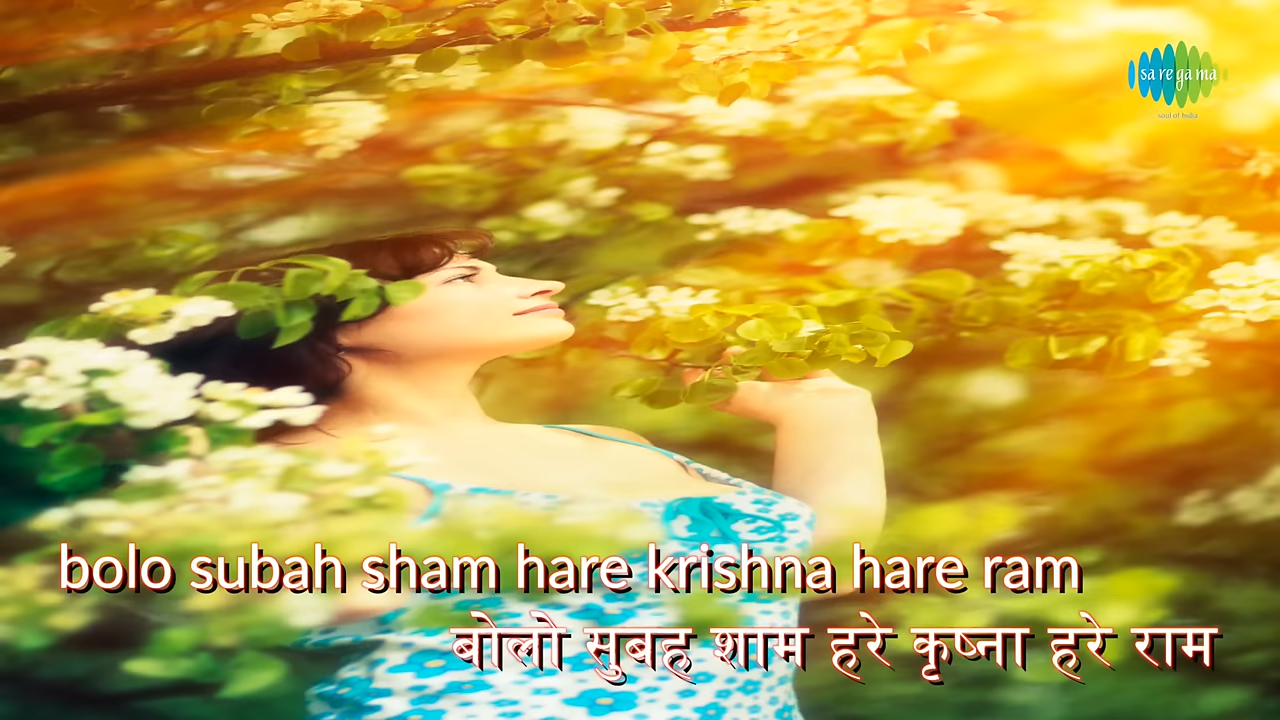 sa re ga ma
soul of India
bolo subah sham hare krishna hare ram
बोलो सुबह शाम हरे कृष्ना हरे राम